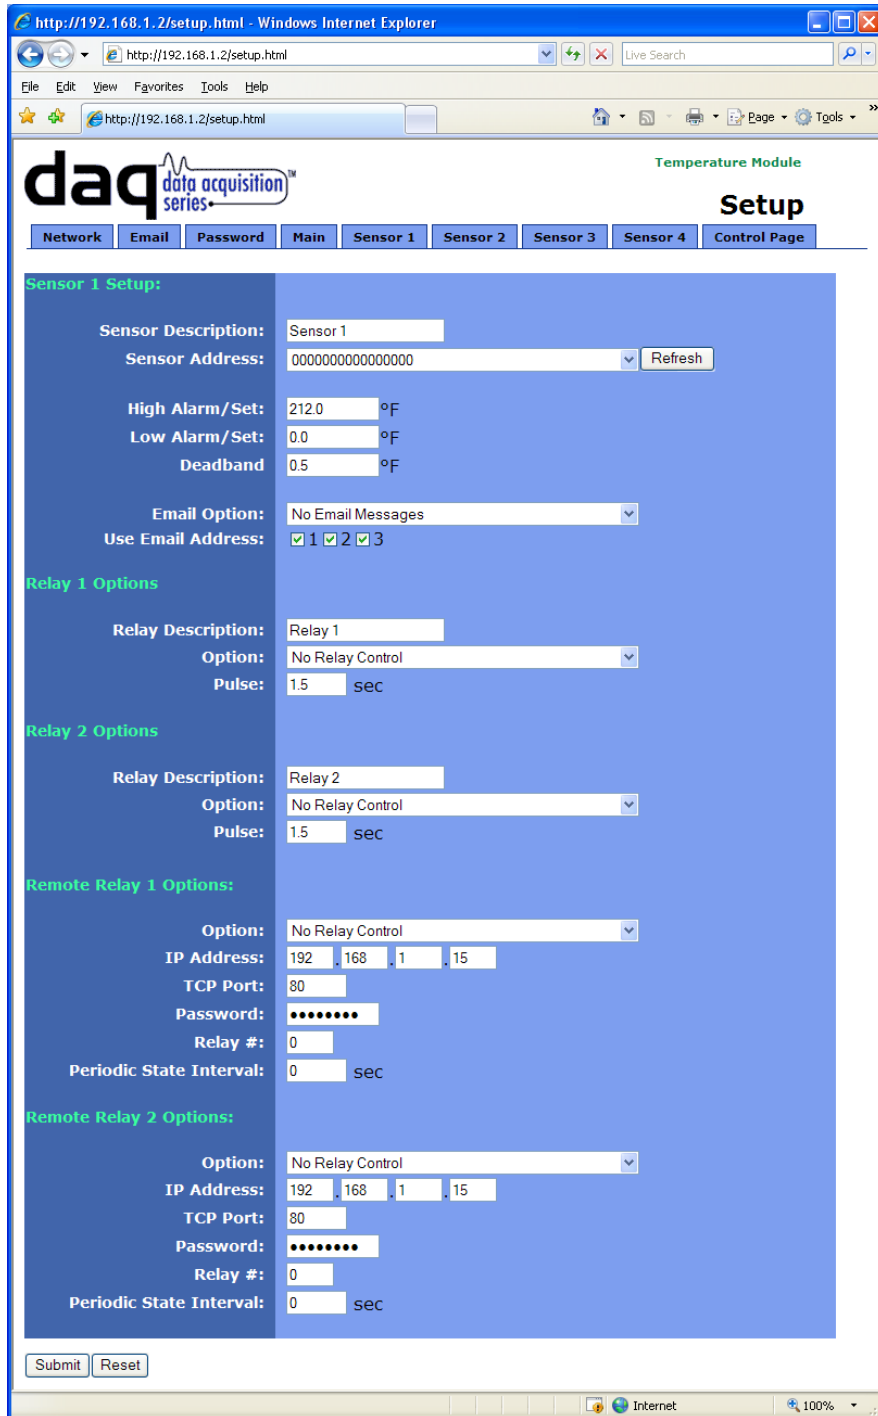 http://192.168.1.2/setup.html - Windows Internet Explorer
http://192.168.1.2/setup.html
Live Search
File Edit View Favorites Tools Help
http://192.168.1.2/setup.html
Page
Tools
»
daq data acquisition series™
Temperature Module
Setup
Network Email Password Main Sensor 1 Sensor 2 Sensor 3 Sensor 4 Control Page
Sensor 1 Setup:
Sensor Description: Sensor 1
Sensor Address: 0000000000000000 Refresh
High Alarm/Set: 212.0 °F
Low Alarm/Set: 0.0 °F
Deadband 0.5 °F
Email Option: No Email Messages
Use Email Address: 1 2 3
Relay 1 Options
Relay Description: Relay 1
Option: No Relay Control
Pulse: 1.5 sec
Relay 2 Options
Relay Description: Relay 2
Option: No Relay Control
Pulse: 1.5 sec
Remote Relay 1 Options:
Option: No Relay Control
IP Address: 192 . 168 . 1 . 15
TCP Port: 80
Password: ••••••••
Relay #: 0
Periodic State Interval: 0 sec
Remote Relay 2 Options:
Option: No Relay Control
IP Address: 192 . 168 . 1 . 15
TCP Port: 80
Password: ••••••••
Relay #: 0
Periodic State Interval: 0 sec
Submit Reset
Internet 100%